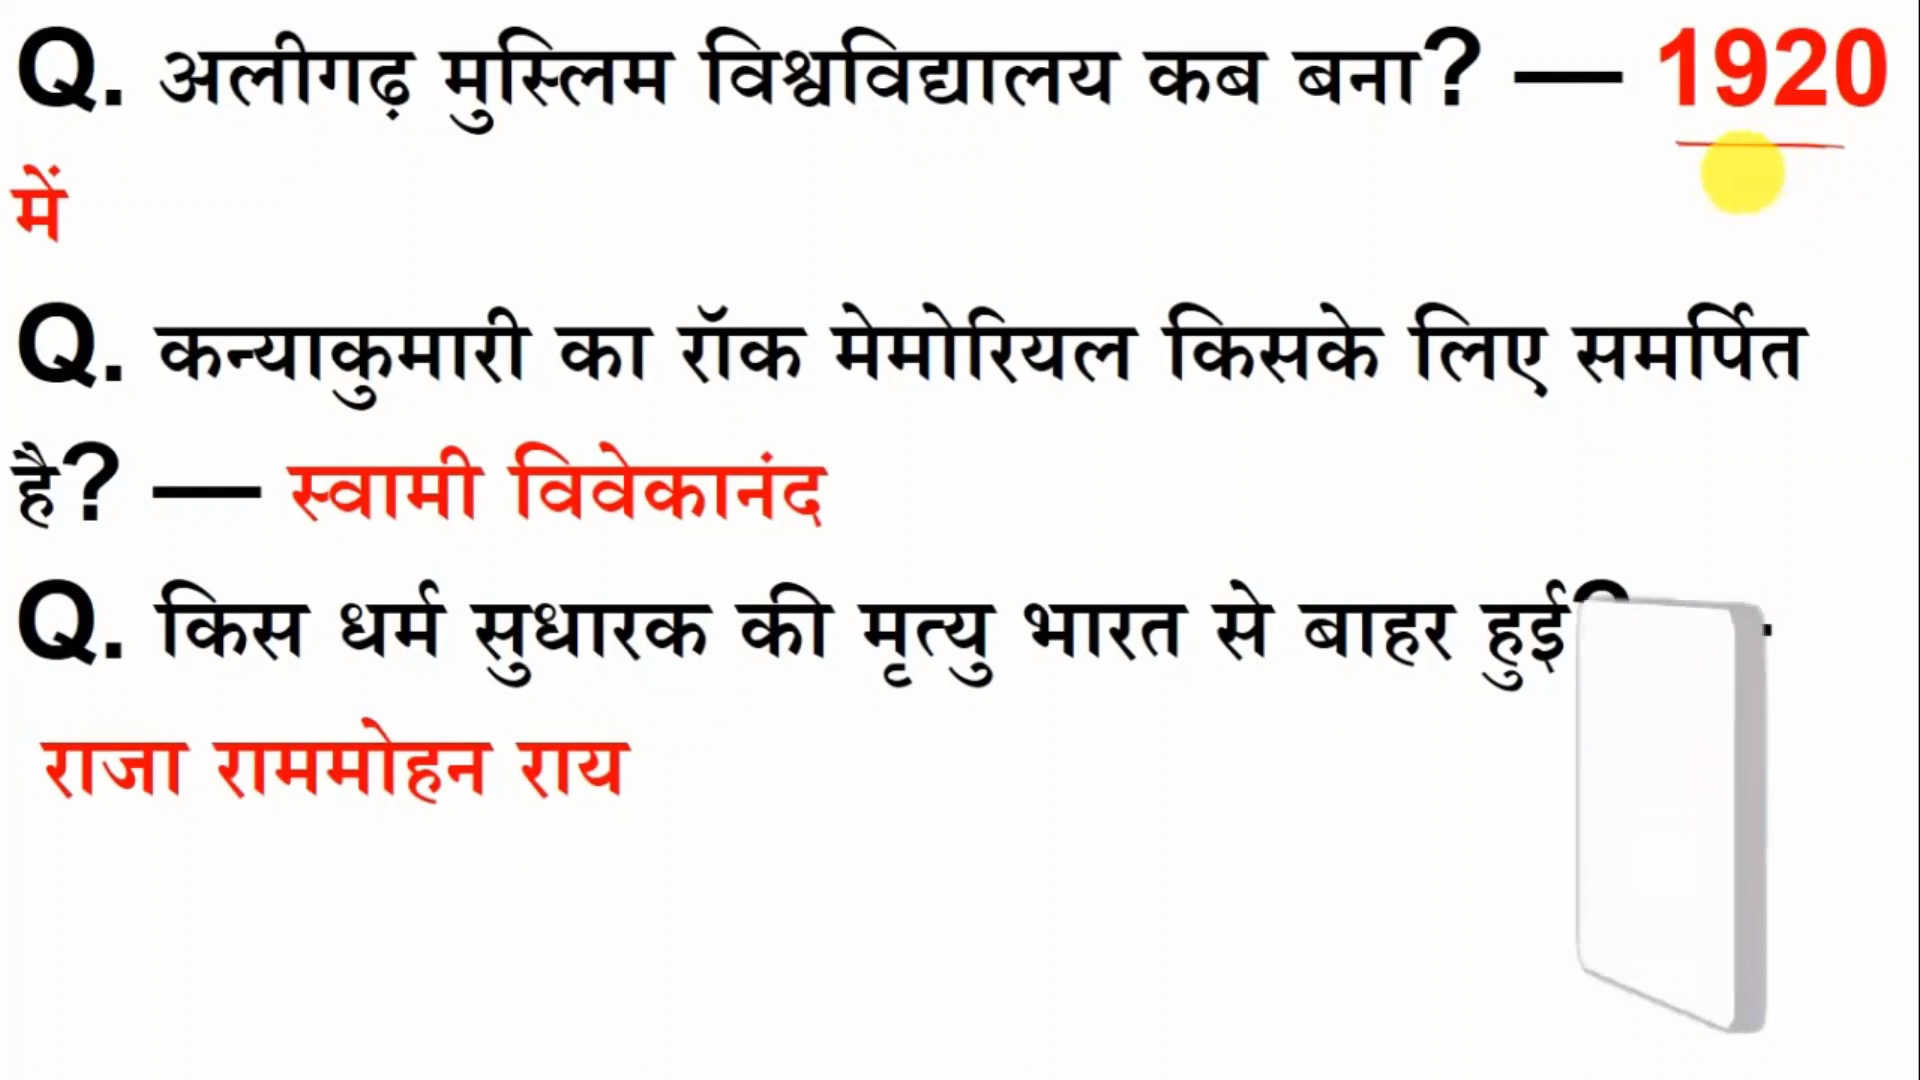 Q. अलीगढ़ मुस्लिम विश्वविद्यालय कब बना? — 1920
में
Q. कन्याकुमारी का रॉक मेमोरियल किसके लिए समर्पित
है? — स्वामी विवेकानंद
Q. किस धर्म सुधारक की मृत्यु भारत से बाहर हुई
राजा राममोहन राय